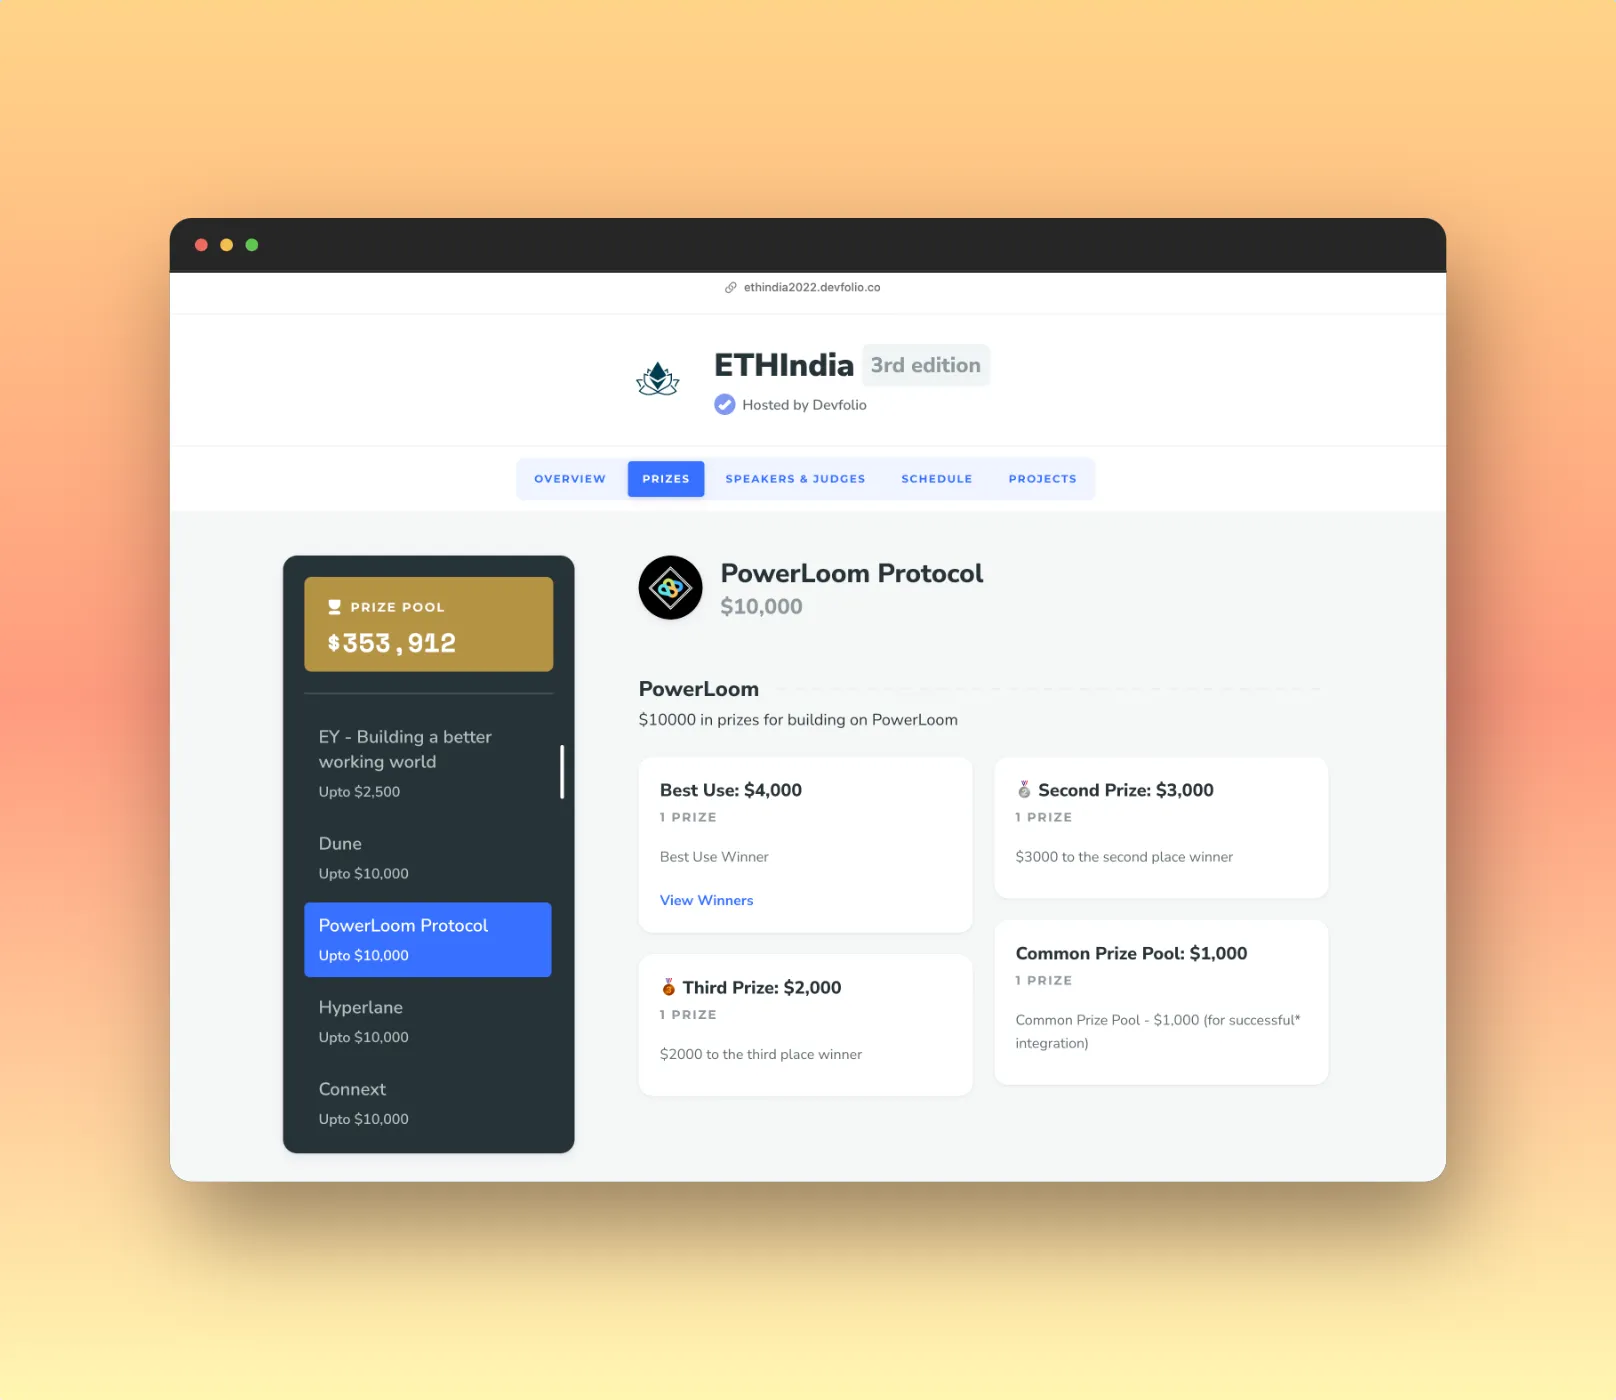 ethindia2022.devfolio.co
ETHIndia 3rd edition
Hosted by Devfolio
OVERVIEW PRIZES SPEAKERS & JUDGES SCHEDULE PROJECTS
PRIZE POOL
$353,912
EY - Building a better
working world
Upto $2,500
Dune
Upto $10,000
PowerLoom Protocol
Upto $10,000
Hyperlane
Upto $10,000
Connext
Upto $10,000
PowerLoom Protocol
$10,000
PowerLoom
$10000 in prizes for building on PowerLoom
Best Use: $4,000
1 PRIZE
Best Use Winner
View Winners
Second Prize: $3,000
1 PRIZE
$3000 to the second place winner
Third Prize: $2,000
1 PRIZE
$2000 to the third place winner
Common Prize Pool: $1,000
1 PRIZE
Common Prize Pool - $1,000 (for successful*
integration)